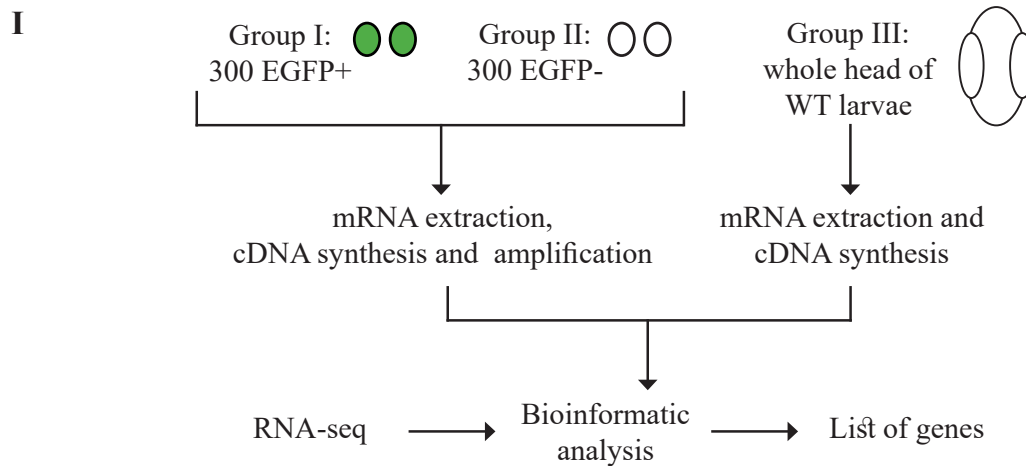 I
Group I:
300 EGFP+
Group II:
300 EGFP-
Group III:
whole head of
WT larvae
mRNA extraction,
cDNA synthesis and amplification
mRNA extraction and
cDNA synthesis
RNA-seq
Bioinformatic
analysis
List of genes